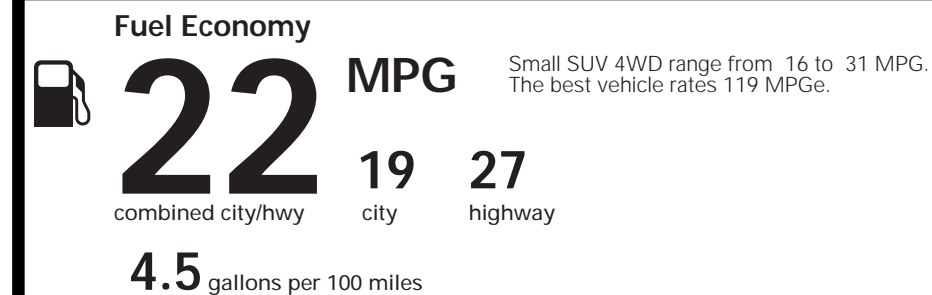 Fuel Economy
22 MPG
Small SUV 4WD range from 16 to 31 MPG.
The best vehicle rates 119 MPGe.
19 27
combined city/hwy city highway
4.5 gallons per 100 miles